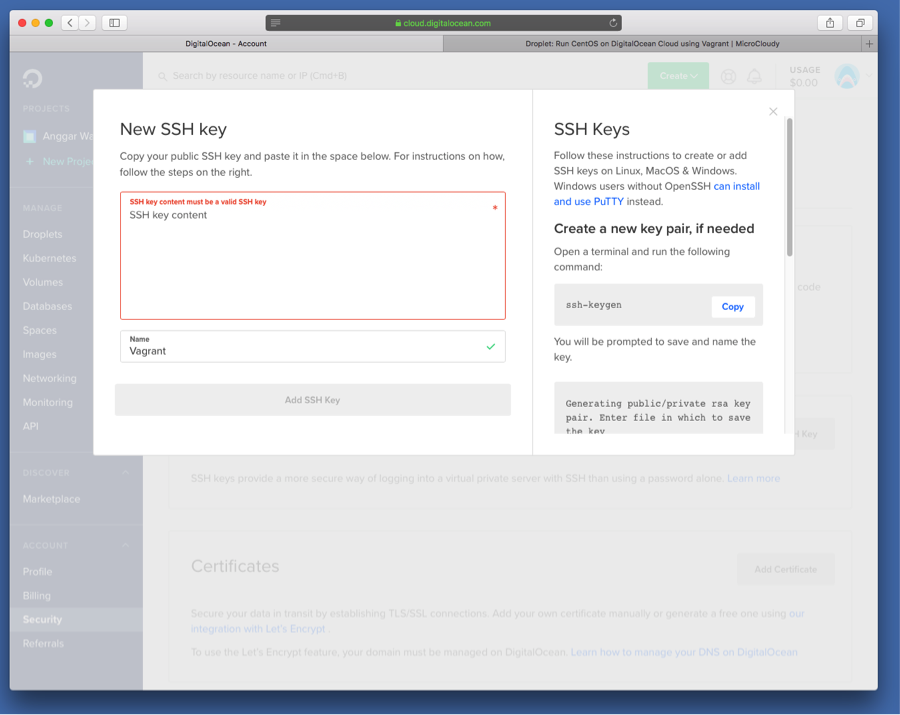 cloud.digitalocean.com
DigitalOcean - Account
Droplet: Run CentOS on DigitalOcean Cloud using Vagrant | MicroCloudy
+
Search by resource name or IP (Cmd+B)
Create
USAGE
$0.00
PROJECTS
Anggar Wa
+ New Proje
MANAGE
Droplets
Kubernetes
Volumes
Databases
Spaces
Images
Networking
Monitoring
API
DISCOVER
Marketplace
ACCOUNT
Profile
Billing
Security
Referrals
New SSH key
Copy your public SSH key and paste it in the space below. For instructions on how,
follow the steps on the right.
SSH key content must be a valid SSH key
SSH key content
*
Name
Vagrant
Add SSH Key
SSH Keys
Follow these instructions to create or add
SSH keys on Linux, MacOS & Windows.
Windows users without OpenSSH can install
and use PuTTY instead.
Create a new key pair, if needed
Open a terminal and run the following
command:
ssh-keygen
Copy
You will be prompted to save and name the
key.
Generating public/private rsa key
pair. Enter file in which to save
the key
code
Key
SSH keys provide a more secure way of logging into a virtual private server with SSH than using a password alone. Learn more
Certificates
Add Certificate
Secure your data in transit by establishing TLS/SSL connections. Add your own certificate manually or generate a free one using our
integration with Let's Encrypt
To use the Let's Encrypt feature, your domain must be managed on DigitalOcean. Learn how to manage your DNS on DigitalOcean